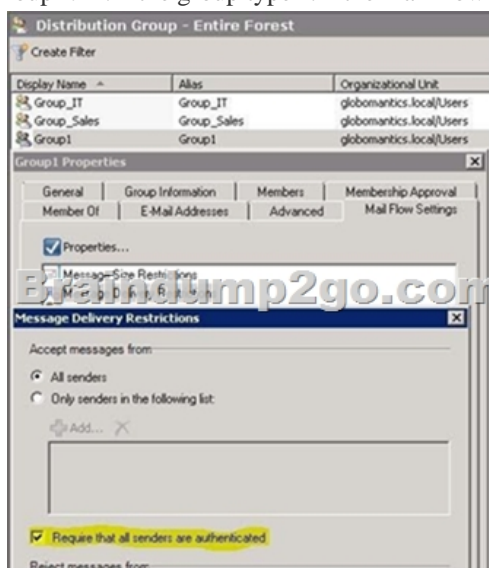 Distribution Group - Entire Forest
Create Filter
Display Name Alias Organizational Unit
Group_IT Group_IT globomantics.local/Users
Group_Sales Group_Sales globomantics.local/Users
Group1 Group1 globomantics.local/Users
Group1 Properties
General Group Information Members Membership Approval
Member Of E-Mail Addresses Advanced Mail Flow Settings
Properties...
Message Size Restrictions
Braindump2go.com
Message Delivery Restrictions
Accept messages from
All senders
Only senders in the following list:
Add...
Require that all senders are authenticated
Reject messages from